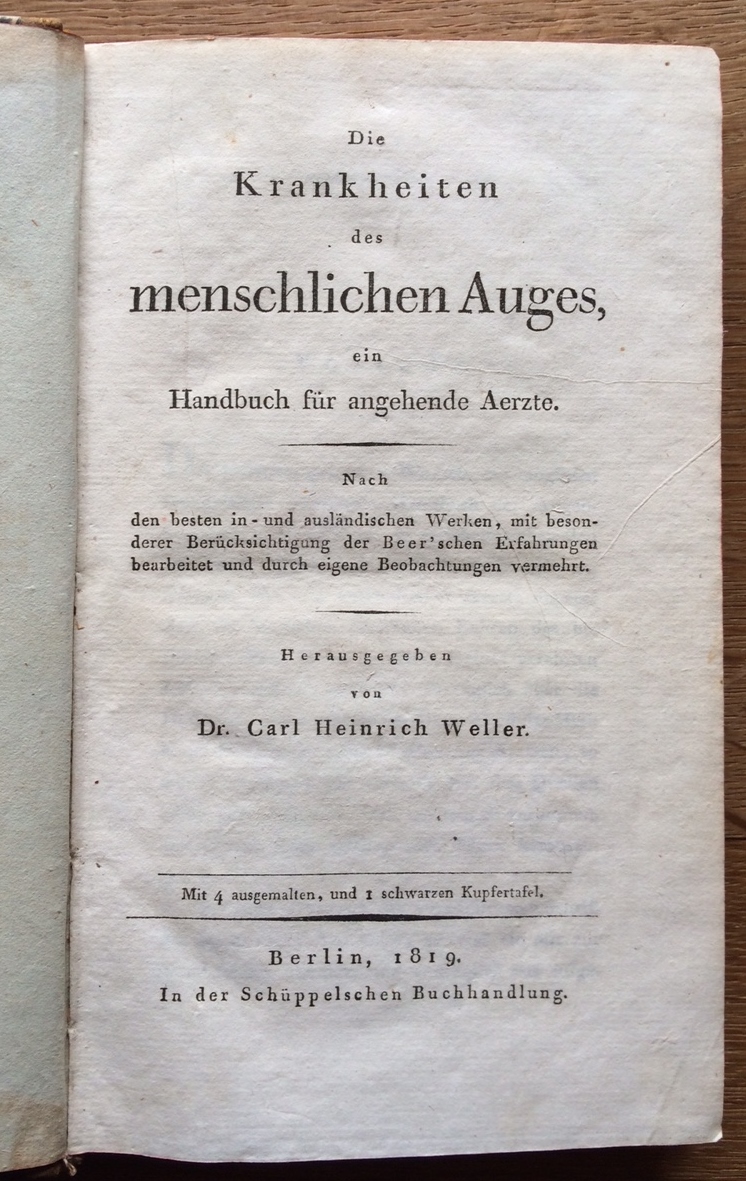 Die
Krankheiten
des
menschlichen Auges,
ein
Handbuch für angehende Aerzte.
Nach
den besten in- und ausländischen Werken, mit beson-
derer Berücksichtigung der Beer'schen Erfahrungen
bearbeitet und durch eigene Beobachtungen vermehrt.
Herausgegeben
von
Dr. Carl Heinrich Weller.
Mit 4 ausgemalten, und 1 schwarzen Kupfertafel.
Berlin, 1819.
In der Schüppelschen Buchhandlung.